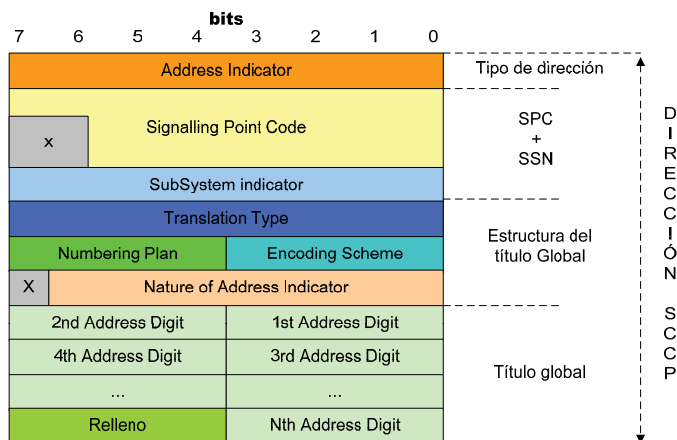 bits
7 6 5 4 3 2 1 0
Address Indicator
Tipo de dirección
Signalling Point Code
x
SPC
+
SSN
SubSystem indicator
Translation Type
Numbering Plan
Encoding Scheme
Estructura del
título Global
X
Nature of Address Indicator
2nd Address Digit
1st Address Digit
4th Address Digit
3rd Address Digit
...
...
Título global
Relleno
Nth Address Digit
DIRECCIÓN SCCP